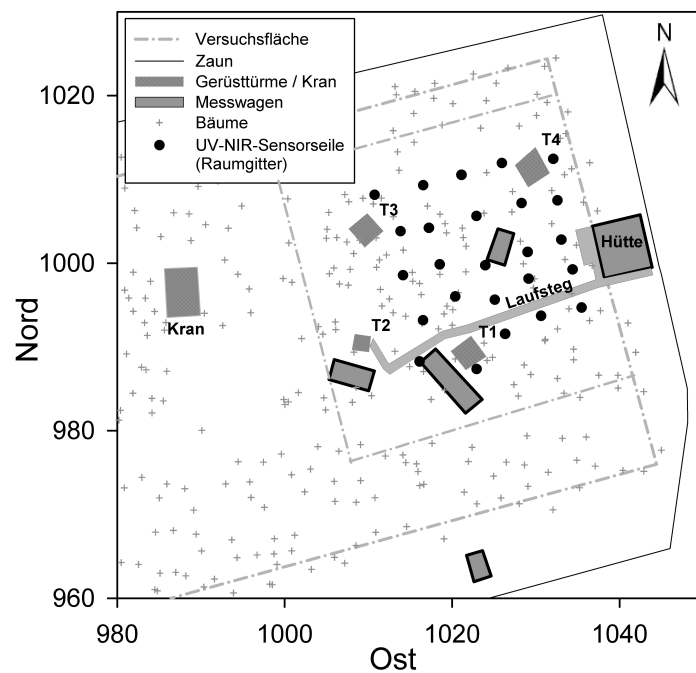 Versuchsfläche
Zaun
Gerüsttürme / Kran
Messwagen
Bäume
UV-NIR-Sensorseile
(Raumgitter)
N
1020
1000
980
960
Nord
T4
T3
Hütte
Laufsteg
Kran
T2
T1
980
1000
1020
1040
Ost